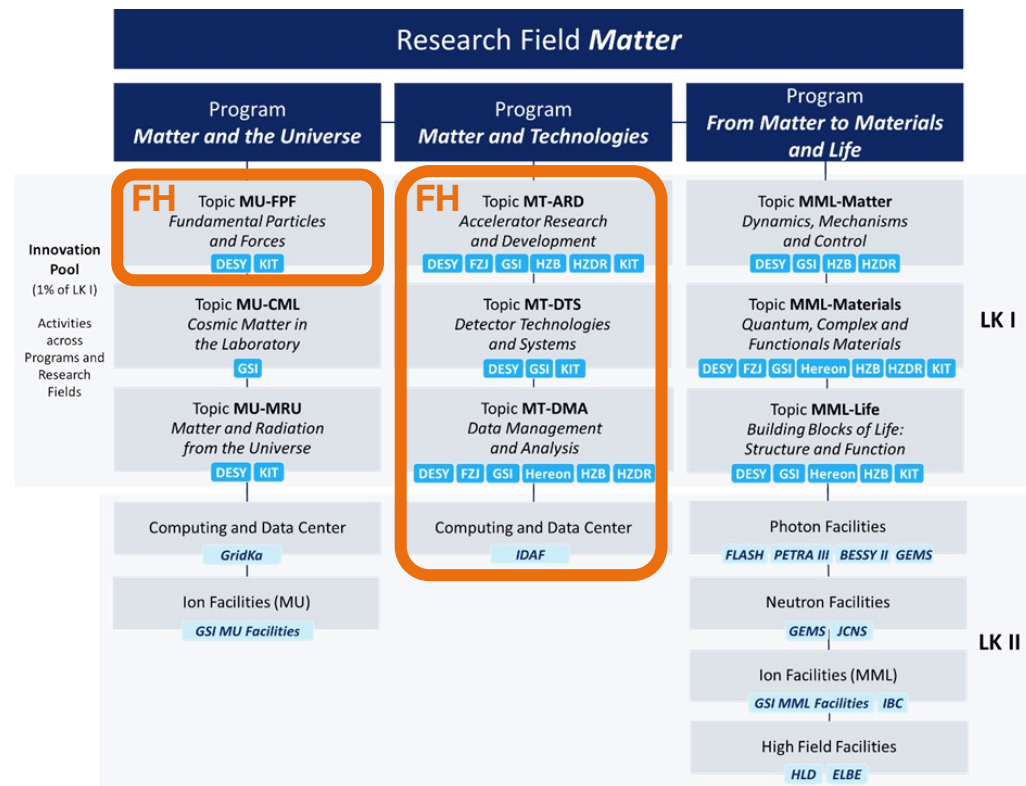 Research Field Matter
Program
Matter and the Universe
Program
Matter and Technologies
Program
From Matter to Materials
and Life
Innovation
Pool
(1% of LK I)
Activities
across
Programs and
Research
Fields
FH
Topic MU-FPF
Fundamental Particles
and Forces
DESY KIT
Topic MU-CML
Cosmic Matter in
the Laboratory
GSI
Topic MU-MRU
Matter and Radiation
from the Universe
DESY KIT
Computing and Data Center
GridKa
Ion Facilities (MU)
GSI MU Facilities
FH
Topic MT-ARD
Accelerator Research
and Development
DESY FZJ GSI HZB HZDR KIT
Topic MT-DTS
Detector Technologies
and Systems
DESY GSI KIT
Topic MT-DMA
Data Management
and Analysis
DESY FZJ GSI Hereon HZB HZDR
Computing and Data Center
IDAF
Topic MML-Matter
Dynamics, Mechanisms
and Control
DESY GSI HZB HZDR
Topic MML-Materials
Quantum, Complex and
Functionals Materials
DESY FZJ GSI Hereon HZB HZDR KIT
Topic MML-Life
Building Blocks of Life:
Structure and Function
DESY GSI Hereon HZB KIT
Photon Facilities
FLASH PETRA III BESSY II GEMS
Neutron Facilities
GEMS JCNS
Ion Facilities (MML)
GSI MML Facilities IBC
High Field Facilities
HLD ELBE
LK I
LK II